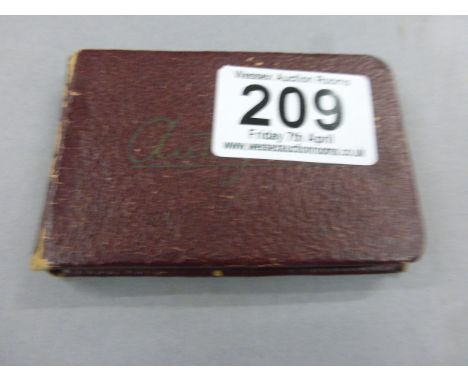 Wessex Auction Rooms
209
Friday 7th April
www.wessexauctionrooms.co.uk